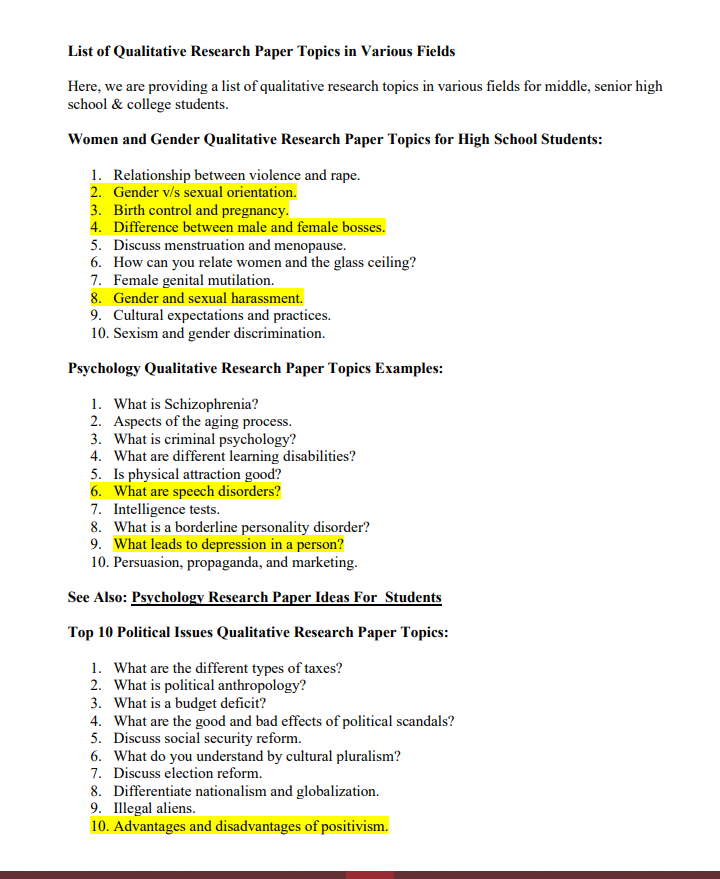 List of Qualitative Research Paper Topics in Various Fields
Here, we are providing a list of qualitative research topics in various fields for middle, senior high
school & college students.
Women and Gender Qualitative Research Paper Topics for High School Students:
1. Relationship between violence and rape.
2. Gender v/s sexual orientation.
3. Birth control and pregnancy.
4. Difference between male and female bosses.
5. Discuss menstruation and menopause.
6. How can you relate women and the glass ceiling?
7. Female genital mutilation.
8. Gender and sexual harassment.
9. Cultural expectations and practices.
10. Sexism and gender discrimination.
Psychology Qualitative Research Paper Topics Examples:
1. What is Schizophrenia?
2. Aspects of the aging process.
3. What is criminal psychology?
4. What are different learning disabilities?
5. Is physical attraction good?
6. What are speech disorders?
7. Intelligence tests.
8. What is a borderline personality disorder?
9. What leads to depression in a person?
10. Persuasion, propaganda, and marketing.
See Also: Psychology Research Paper Ideas For Students
Top 10 Political Issues Qualitative Research Paper Topics:
1. What are the different types of taxes?
2. What is political anthropology?
3. What is a budget deficit?
4. What are the good and bad effects of political scandals?
5. Discuss social security reform.
6. What do you understand by cultural pluralism?
7. Discuss election reform.
8. Differentiate nationalism and globalization.
9. Illegal aliens.
10. Advantages and disadvantages of positivism.